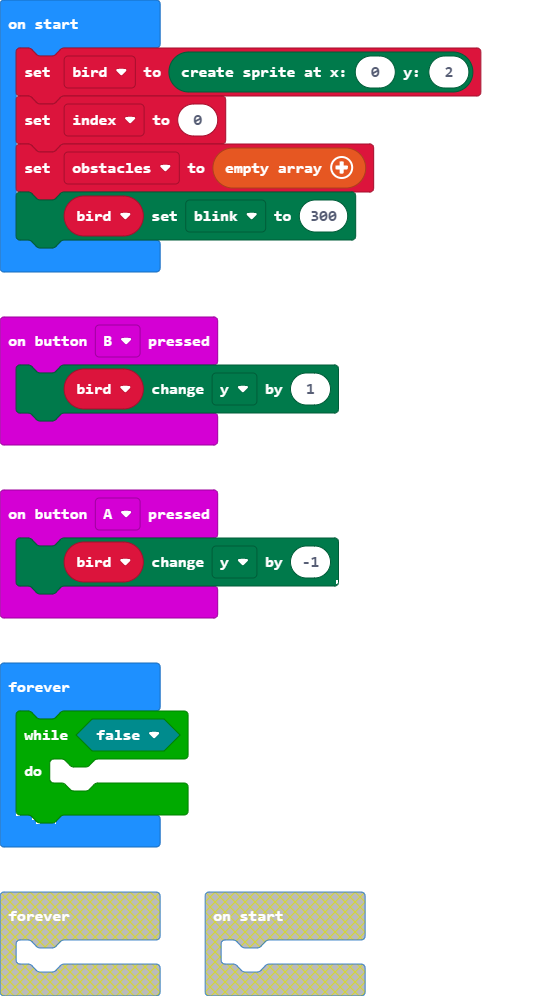 on start
set bird to create sprite at x: 0 y: 2
set index to 0
set obstacles to empty array
bird set blink to 300
on button B pressed
bird change y by 1
on button A pressed
bird change y by -1
forever
while false
do
forever on start